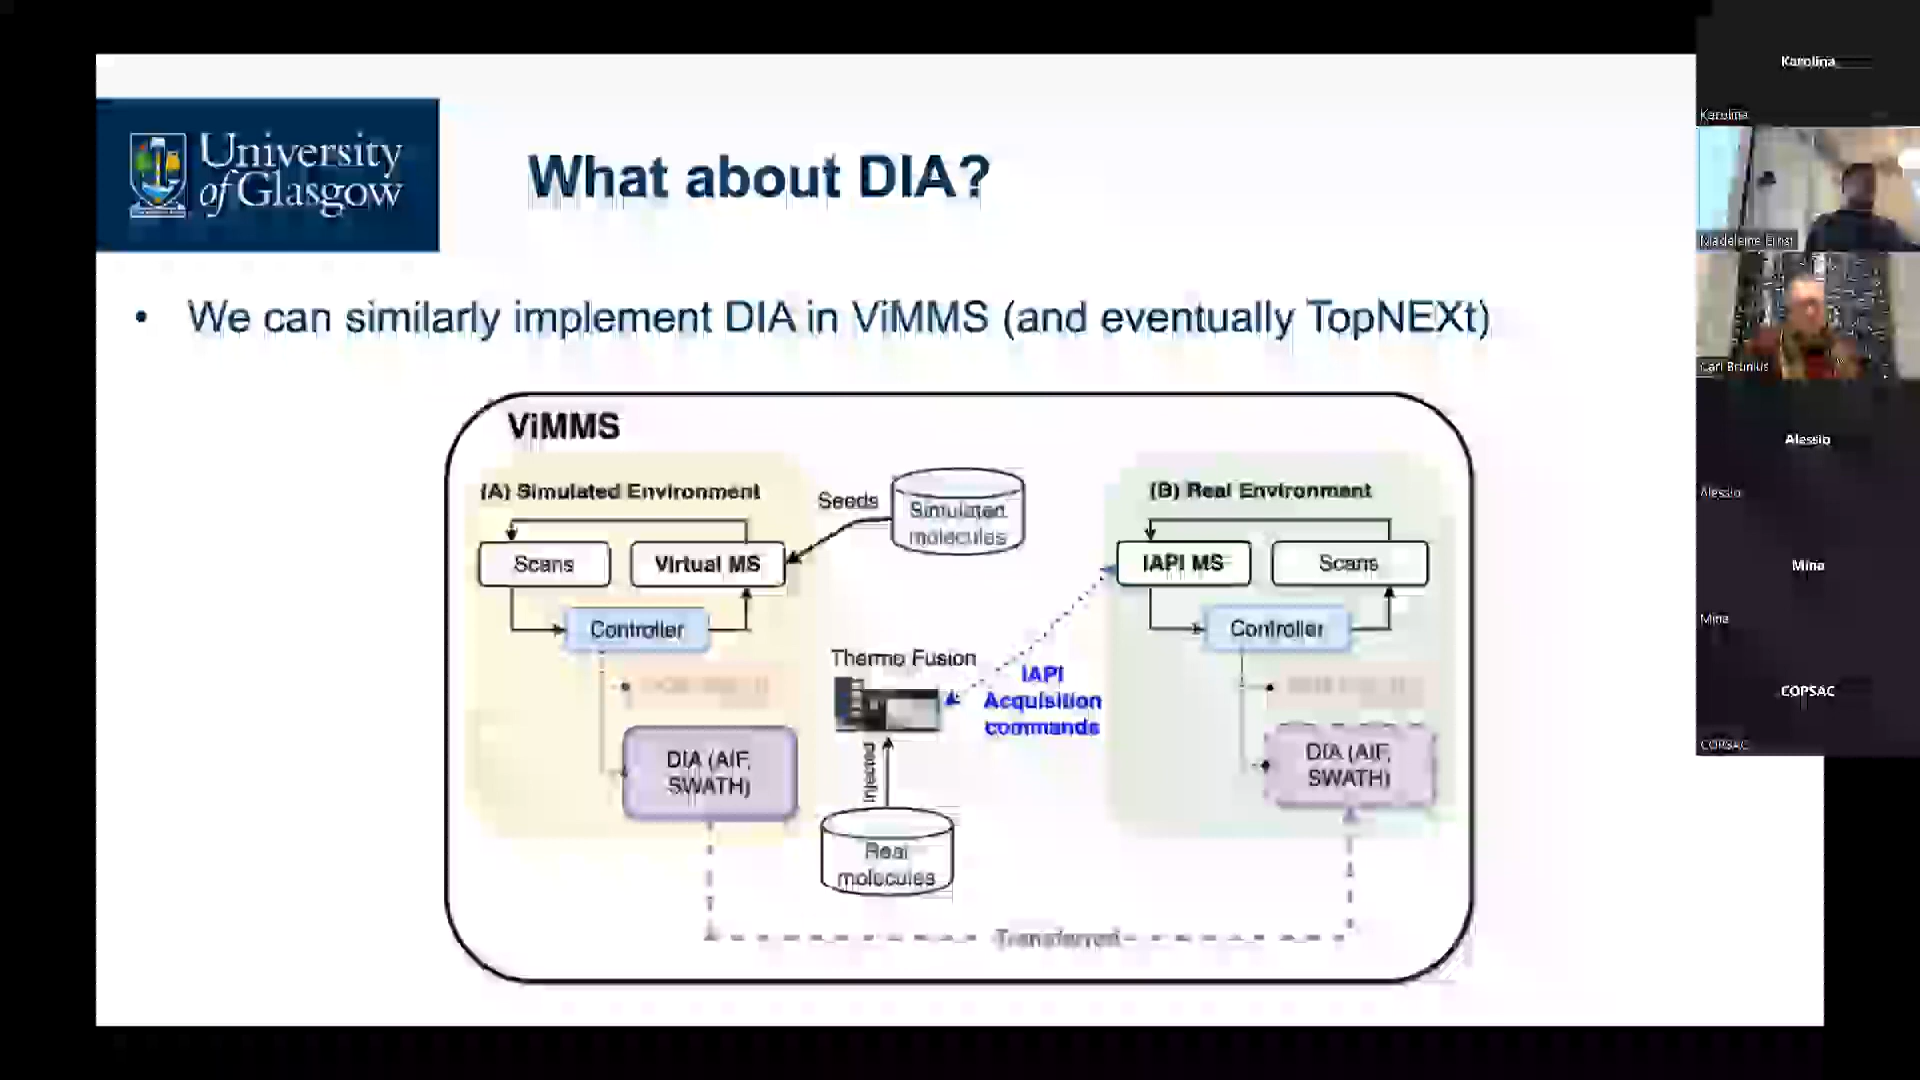 University
of Glasgow
What about DIA?
• We can similarly implement DIA in ViMMS (and eventually TopNEXt)
ViMMS
(A) Simulated Environment
Seeds
Simulated
molecules
(B) Real Environment
Scans
Virtual MS
IAPI MS
Scans
Controller
Controller
Thermo Fusion
IAPI
Acquisition
commands
DIA (AIF,
SWATH)
Injected
DIA (AIF,
SWATH)
Real
molecules
Transferred
Karolina
Karolina
Madeleine Ernst
Carl Brunius
Alessio
Alessio
Mina
Mina
COPSAC
COPSAC